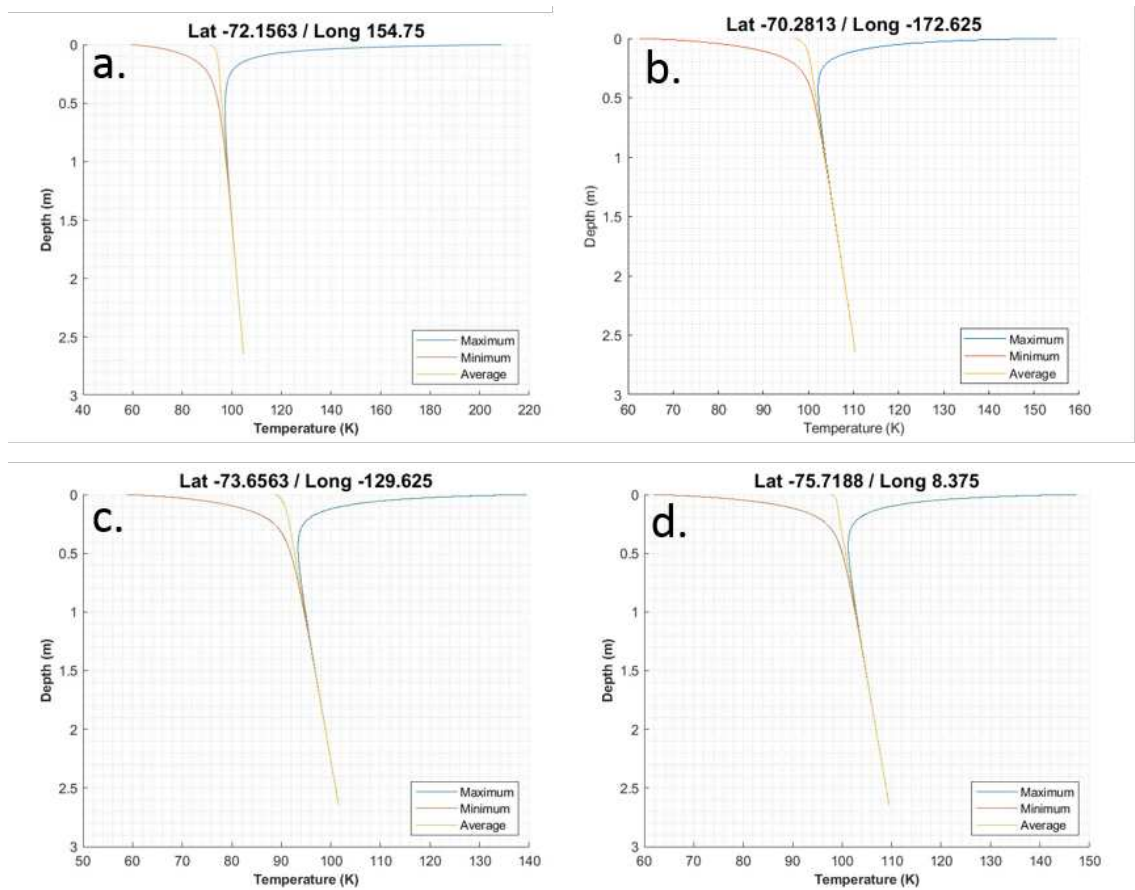 Lat -72.1563 / Long 154.75
a.
0
0.5
1
1.5
2
2.5
3
Depth (m)
Maximum
Minimum
Average
40 60 80 100 120 140 160 180 200 220
Temperature (K)
Lat -70.2813 / Long -172.625
b.
0
0.5
1
1.5
2
2.5
3
Depth (m)
Maximum
Minimum
Average
60 70 80 90 100 110 120 130 140 150 160
Temperature (K)
Lat -73.6563 / Long -129.625
c.
0
0.5
1
1.5
2
2.5
3
Depth (m)
Maximum
Minimum
Average
50 60 70 80 90 100 110 120 130 140
Temperature (K)
Lat -75.7188 / Long 8.375
d.
0
0.5
1
1.5
2
2.5
3
Depth (m)
Maximum
Minimum
Average
60 70 80 90 100 110 120 130 140 150
Temperature (K)